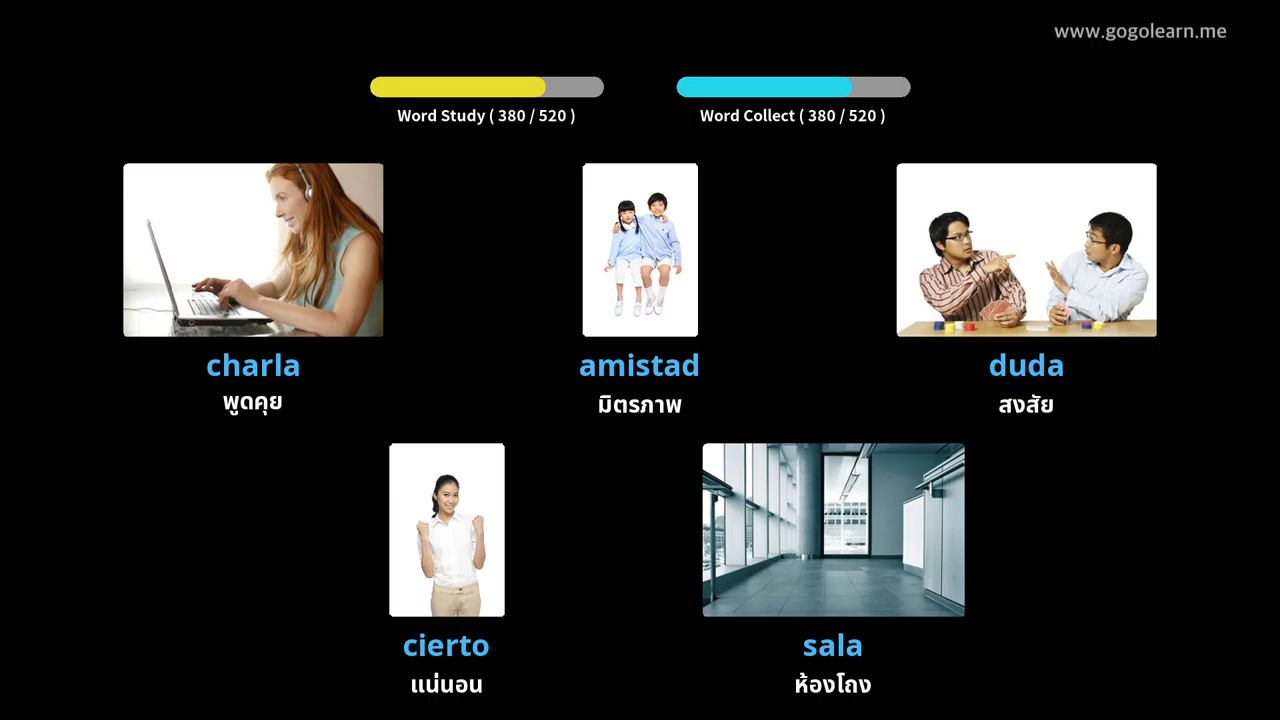 www.gogolearn.me
Word Study ( 380 / 520 )
Word Collect ( 380 / 520 )
charla
พูดคุย
amistad
มิตรภาพ
duda
สงสัย
cierto
แน่นอน
sala
ห้องโถง